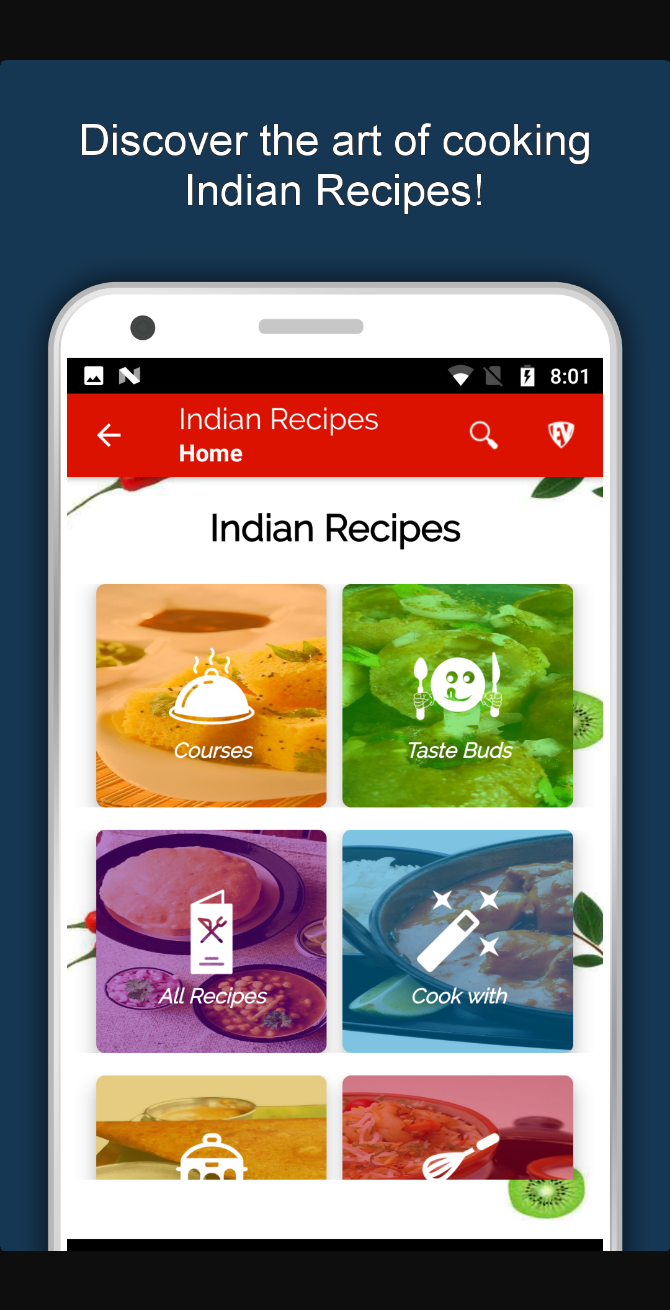 Discover the art of cooking
Indian Recipes!
8:01
Indian Recipes
Home
EV
Indian Recipes
Courses
Taste Buds
All Recipes
Cook with